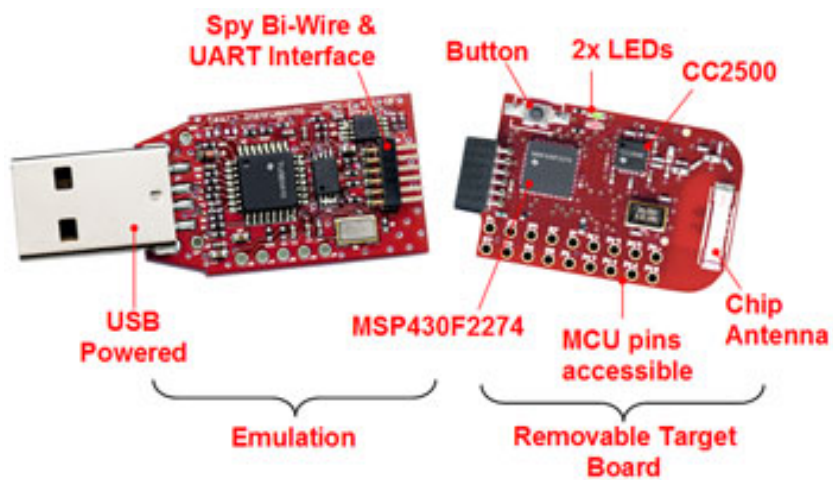 Spy Bi-Wire &
UART Interface
Button
2x LEDs
CC2500
USB
Powered
MSP430F2274
MCU pins
accessible
Chip
Antenna
Emulation
Removable Target
Board